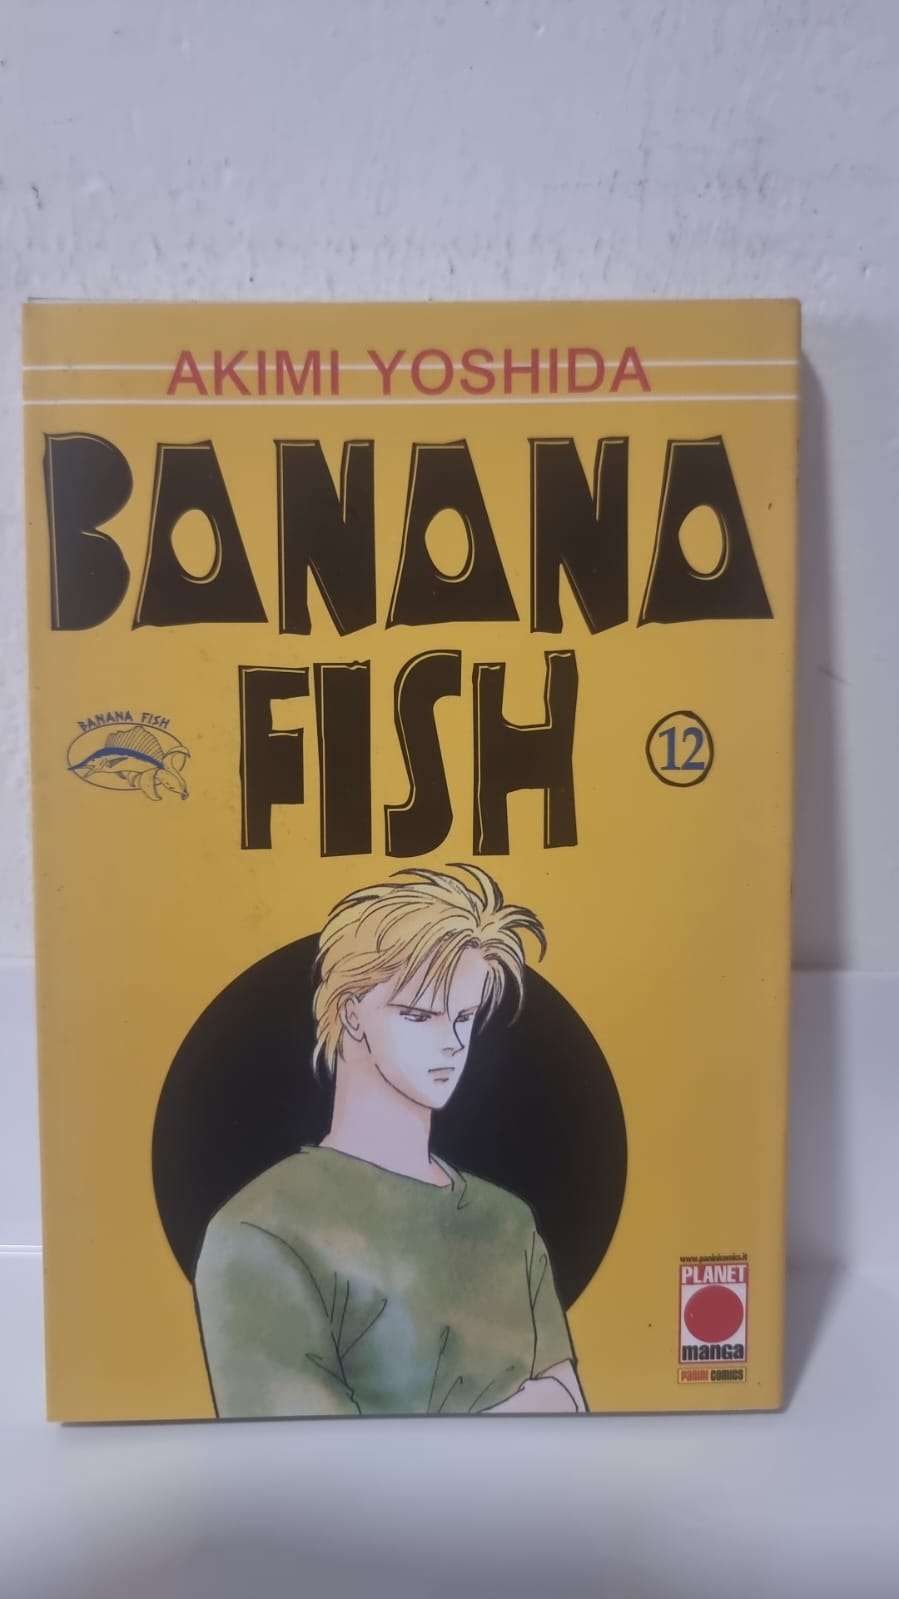 AKIMI YOSHIDA
BANANA
FISH
BANANA FISH
12
www.paninicomics.it
PLANET
manga
PANINI COMICS